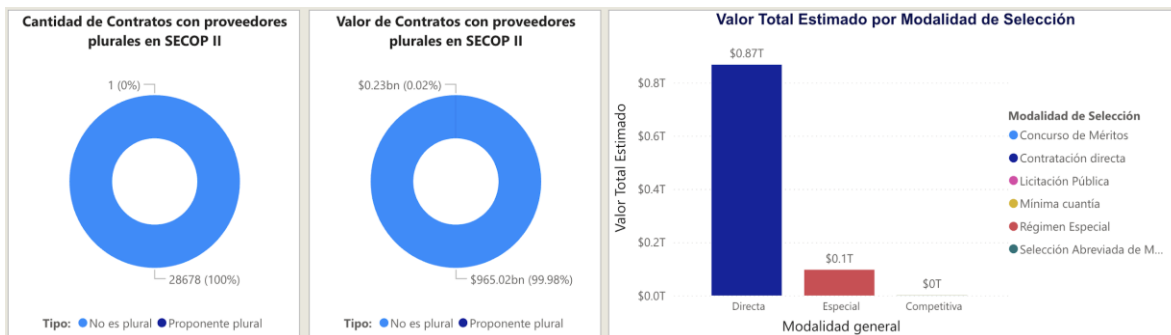 Cantidad de Contratos con proveedores
plurales en SECOP II
1 (0%)
28678 (100%)
Tipo: No es plural Proponente plural
Valor de Contratos con proveedores
plurales en SECOP II
$0.23bn (0.02%)
$965.02bn (99.98%)
Tipo: No es plural Proponente plural
Valor Total Estimado por Modalidad de Selección
Valor Total Estimado
$0.8T
$0.6T
$0.4T
$0.2T
$0.0T
$0.87T
$0.1T
$0T
Directa
Especial
Competitiva
Modalidad general
Modalidad de Selección
Concurso de Méritos
Contratación directa
Licitación Pública
Mínima cuantía
Régimen Especial
Selección Abreviada de M...